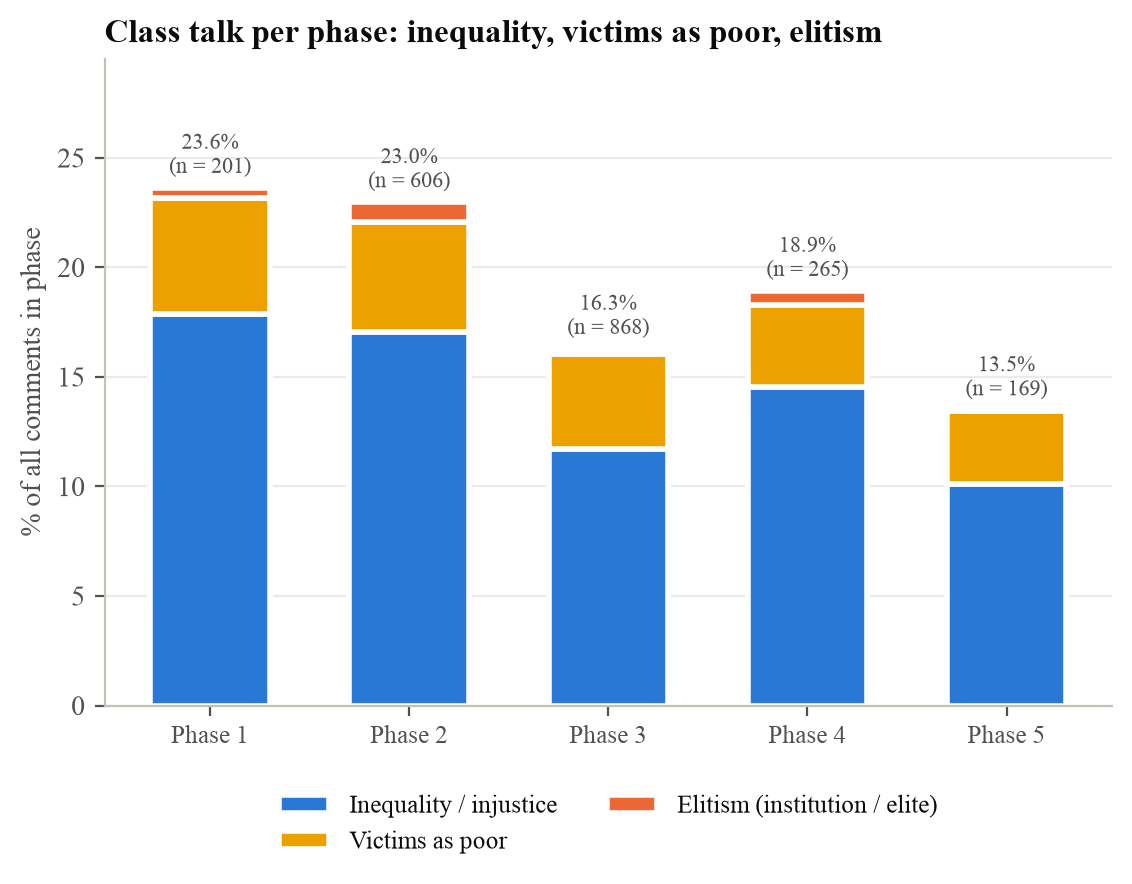 Class talk per phase: inequality, victims as poor, elitism
% of all comments in phase
25
20
15
10
5
0
23.6%
(n = 201)
23.0%
(n = 606)
16.3%
(n = 868)
18.9%
(n = 265)
13.5%
(n = 169)
Phase 1
Phase 2
Phase 3
Phase 4
Phase 5
Inequality / injustice
Victims as poor
Elitism (institution / elite)